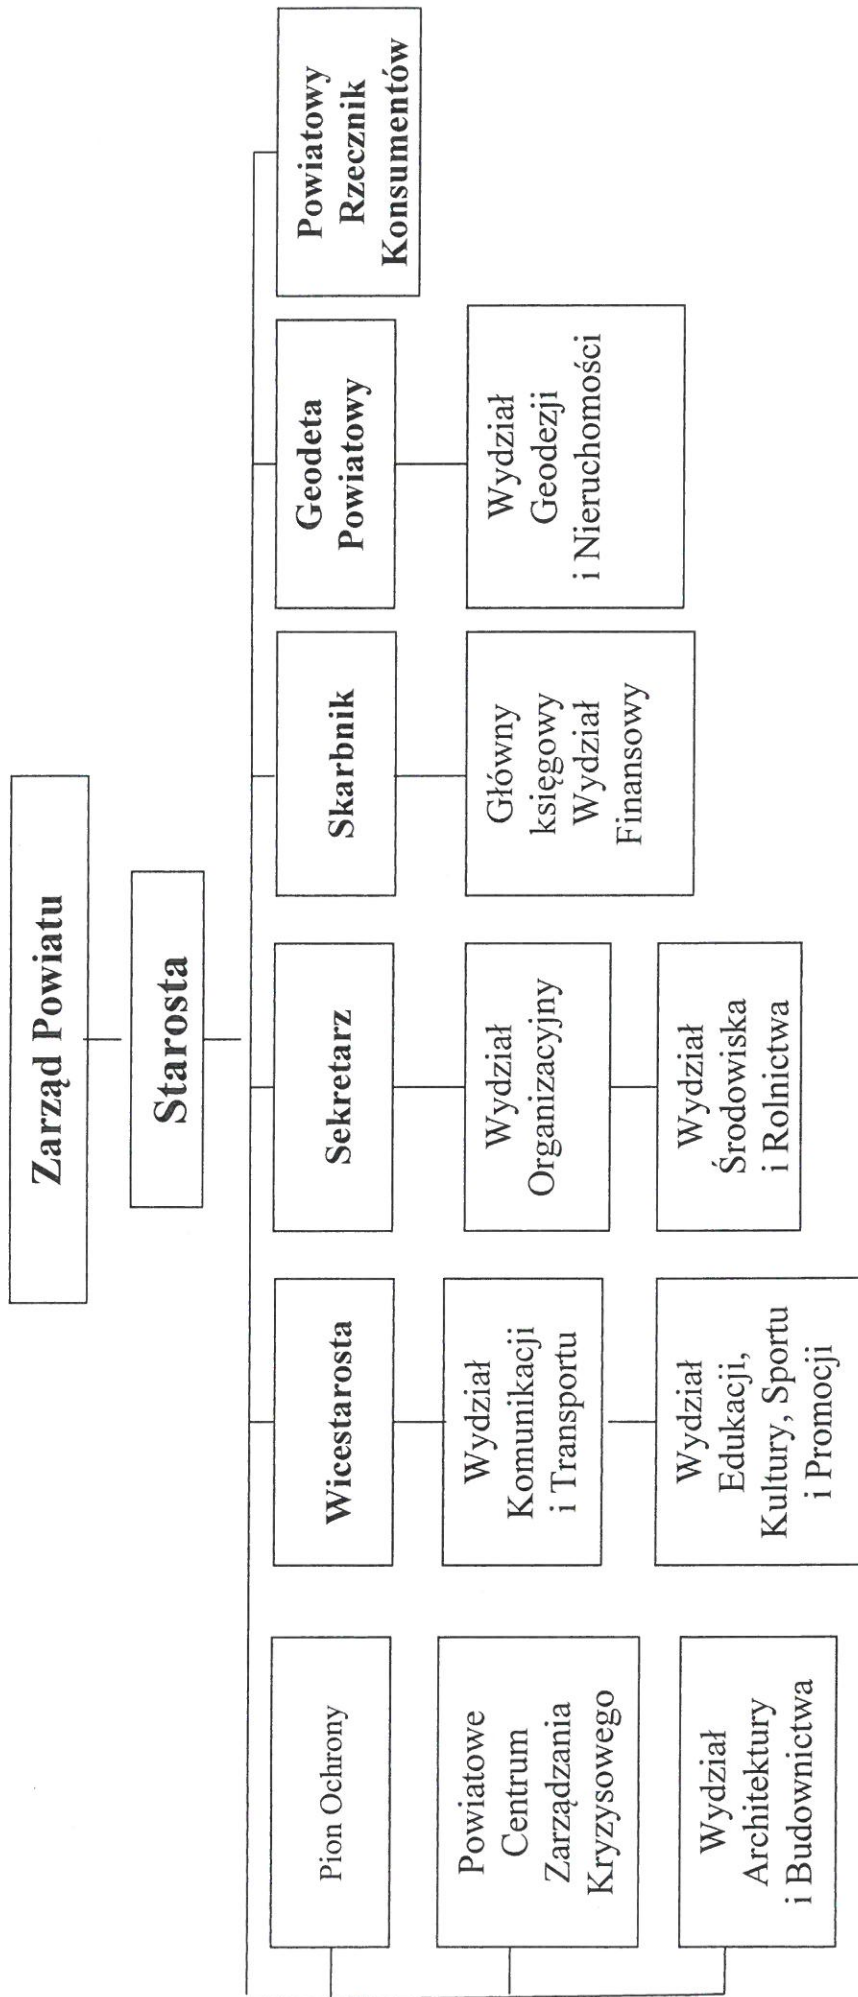 Zarząd Powiatu
Starosta
Pion Ochrony
Powiatowe
Centrum
Zarządzania
Kryzysowego
Wydział
Architektury
i Budownictwa
Wicestarosta
Wydział
Komunikacji
i Transportu
Wydział
Edukacji,
Kultury, Sportu
i Promocji
Sekretarz
Wydział
Organizacyjny
Wydział
Środowiska
i Rolnictwa
Skarbnik
Główny
księgowy
Wydział
Finansowy
Geodeta
Powiatowy
Wydział
Geodezji
i Nieruchomości
Powiatowy
Rzecznik
Konsumentów